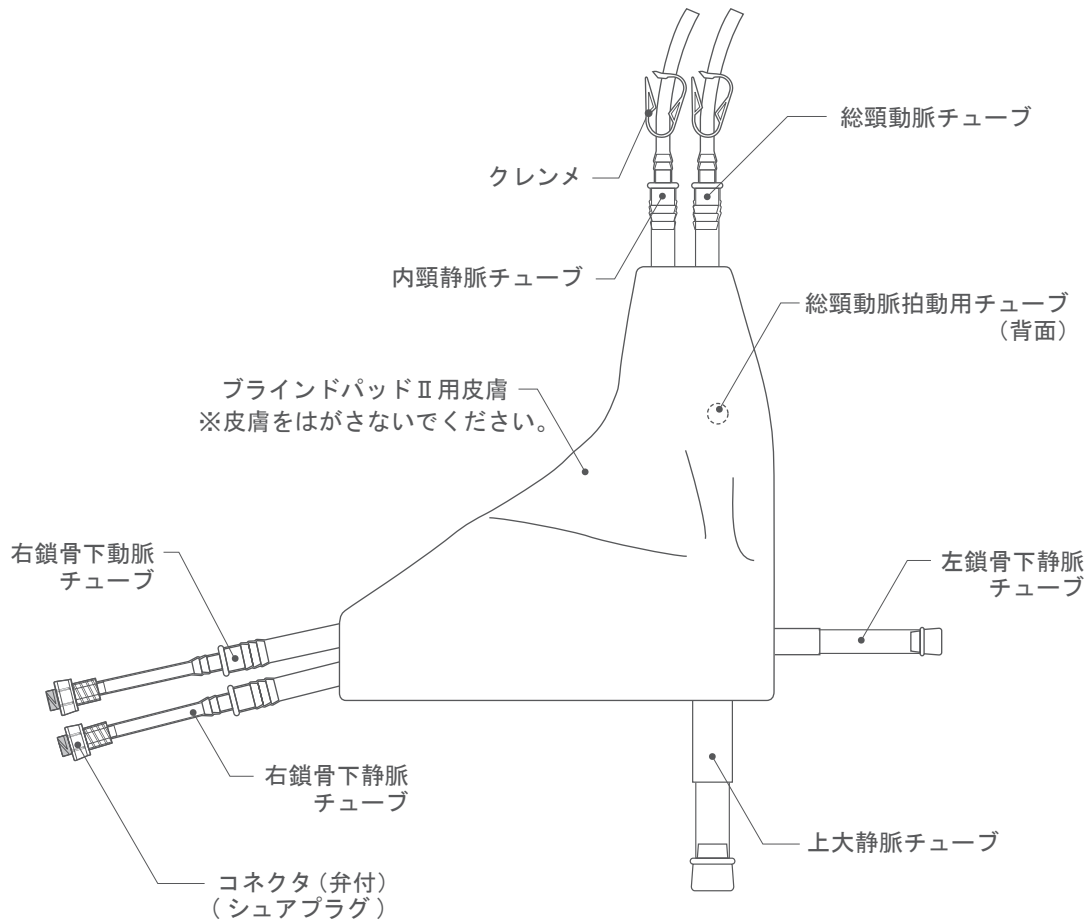 総頸動脈チューブ
クレンメ
内頸静脈チューブ
総頸動脈拍動用チューブ
（背面）
ブラインドパッドⅡ用皮膚
※皮膚をはがさないでください。
右鎖骨下動脈
チューブ
左鎖骨下静脈
チューブ
右鎖骨下静脈
チューブ
上大静脈チューブ
コネクタ（弁付）
（シュアプラグ）